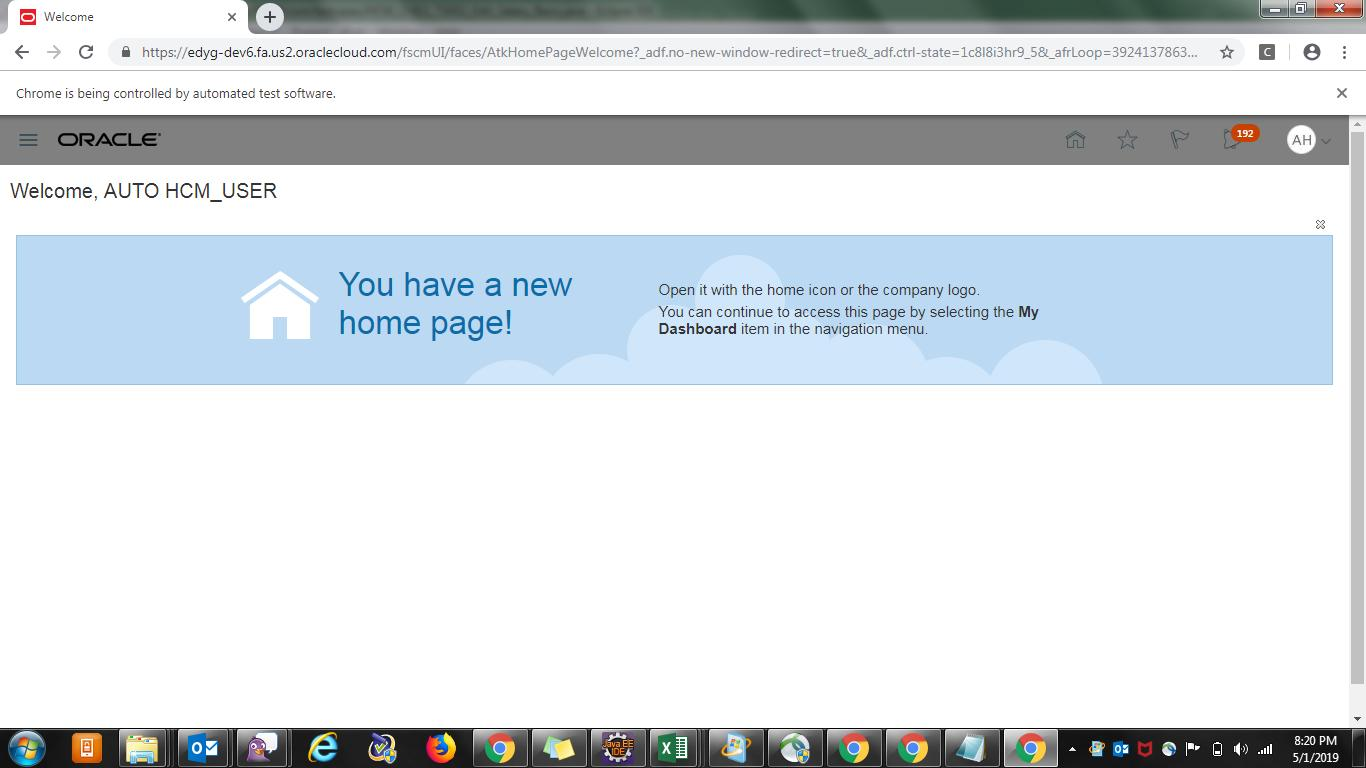 Welcome
https://edyg-dev6.fa.us2.oraclecloud.com/fscmUI/faces/AtkHomePageWelcome?_adf.no-new-window-redirect=true&_adf.ctrl-state=1c8l8i3hr9_5&_afrLoop=3924137863...
C
Chrome is being controlled by automated test software.
ORACLE
192
AH
Welcome, AUTO HCM_USER
You have a new
home page!
Open it with the home icon or the company logo.
You can continue to access this page by selecting the My
Dashboard item in the navigation menu.
Java EE
IDE
8:20 PM
5/1/2019